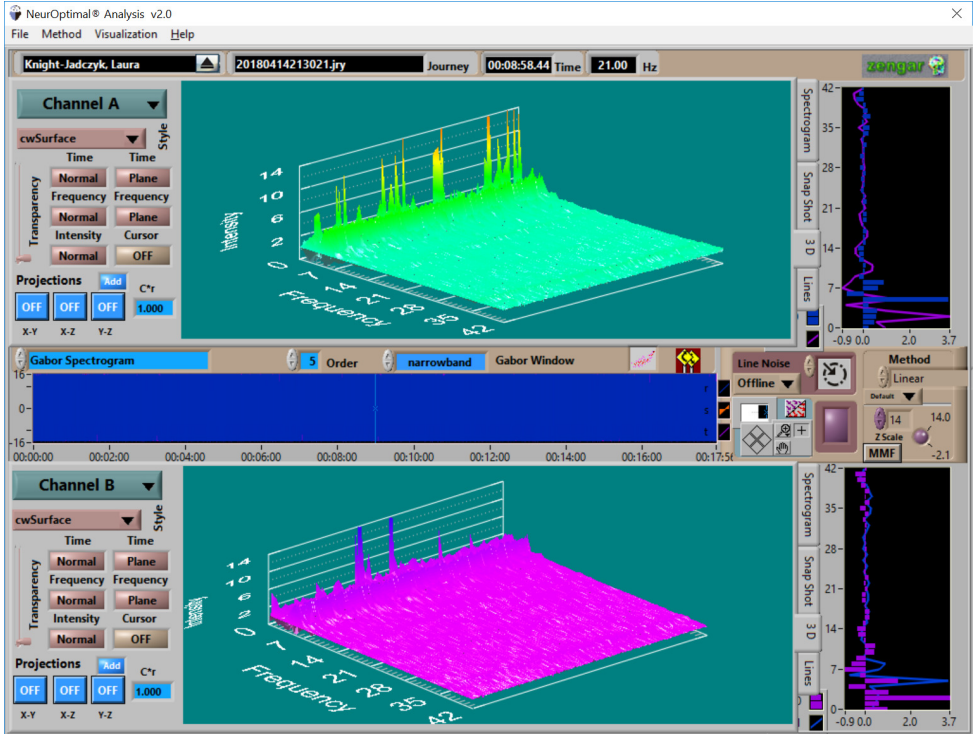 NeurOptimal® Analysis v2.0
File Method Visualization Help
Knight-Jadczyk, Laura 20180414213021.jry Journey 00:08:58.44 Time 21.00 Hz zengar
Channel A
cwSurface
Style
Time Time
Normal Plane
Frequency Frequency
Normal Plane
Intensity Cursor
Normal OFF
Transparency
Projections Add C*r
OFF OFF OFF 1.000
X-Y X-Z Y-Z
14
10
6
2
Intensity
0 7 14 21 28 35 42
Frequency
Spectrogram
Snap Shot
3 D
Lines
42
35
28
21
14
7
0
-0.9 0.0 2.0 3.7
Gabor Spectrogram 5 Order narrowband Gabor Window
16
0
-16
r
s
t
00:00:00 00:02:00 00:04:00 00:06:00 00:08:00 00:10:00 00:12:00 00:14:00 00:16:00 00:17:56
Line Noise
Offline
Method
Linear
Default
14 14.0
Z Scale
MMF -2.1
Channel B
cwSurface
Style
Time Time
Normal Plane
Frequency Frequency
Normal Plane
Intensity Cursor
Normal OFF
Transparency
Projections Add C*r
OFF OFF OFF 1.000
X-Y X-Z Y-Z
14
10
6
2
Intensity
0 7 14 21 28 35 42
Frequency
Spectrogram
Snap Shot
3 D
Lines
42
35
28
21
14
7
0
-0.9 0.0 2.0 3.7